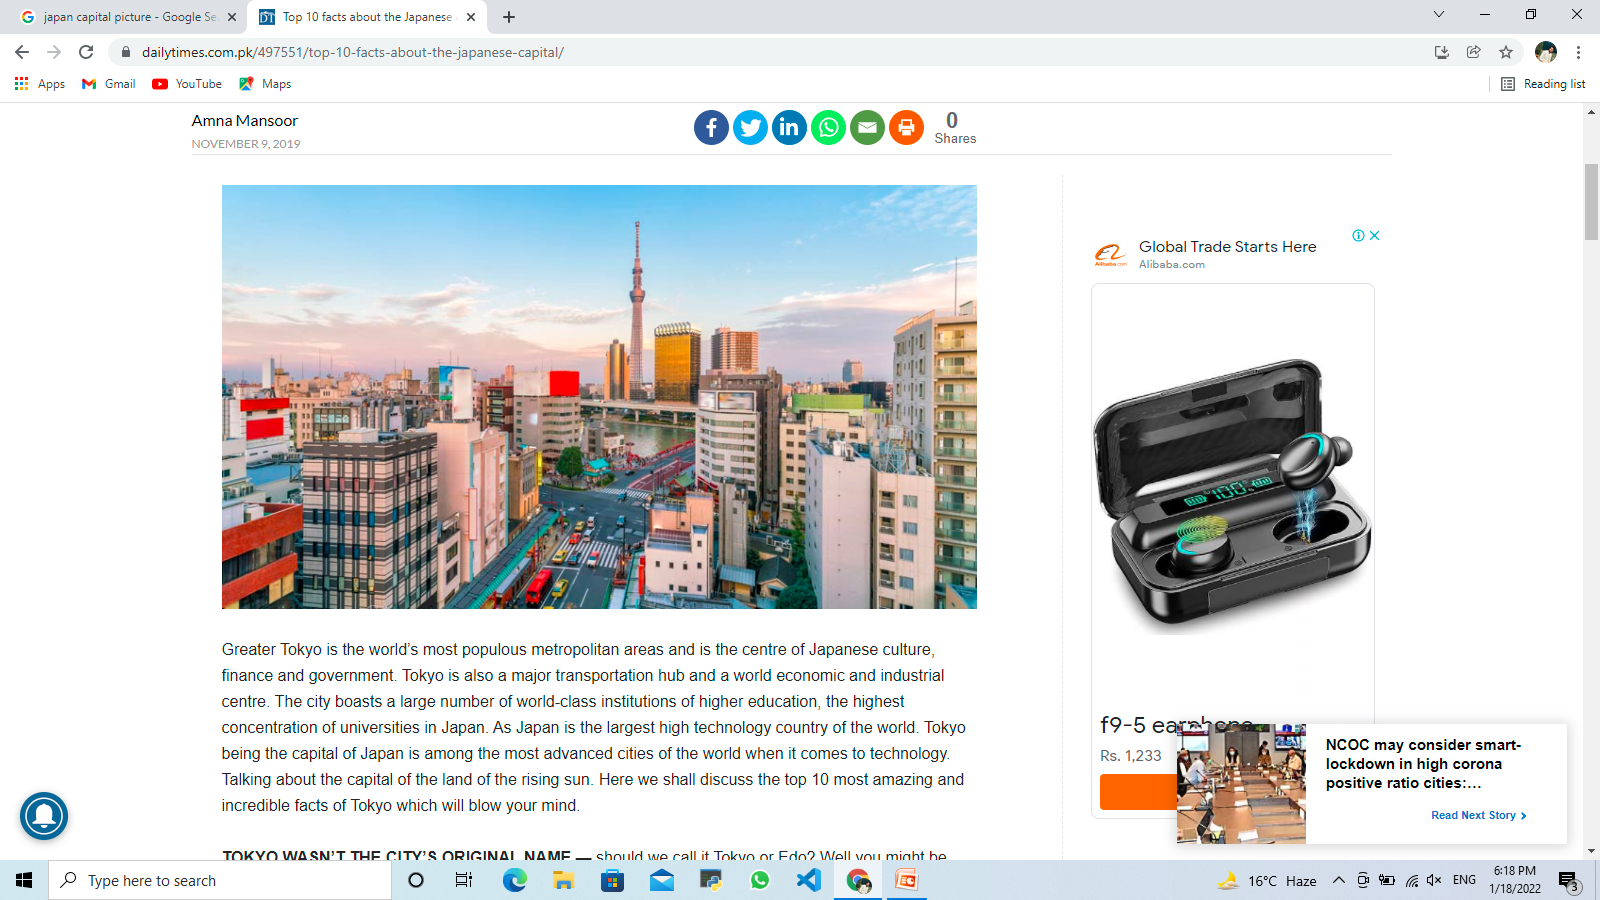 japan capital picture - Google Se
Top 10 facts about the Japanese
dailytimes.com.pk/497551/top-10-facts-about-the-japanese-capital/
Apps
Gmail
YouTube
Maps
Reading list
Amna Mansoor
NOVEMBER 9, 2019
0
Shares
Global Trade Starts Here
Alibaba.com
Alibaba.com
100
Greater Tokyo is the world’s most populous metropolitan areas and is the centre of Japanese culture,
finance and government. Tokyo is also a major transportation hub and a world economic and industrial
centre. The city boasts a large number of world-class institutions of higher education, the highest
concentration of universities in Japan. As Japan is the largest high technology country of the world. Tokyo
being the capital of Japan is among the most advanced cities of the world when it comes to technology.
Talking about the capital of the land of the rising sun. Here we shall discuss the top 10 most amazing and
incredible facts of Tokyo which will blow your mind.
TOKYO WASN’T THE CITY’S ORIGINAL NAME — should we call it Tokyo or Edo? Well you might be
f9-5 earphone
Rs. 1,233
NCOC may consider smart-
lockdown in high corona
positive ratio cities:...
Read Next Story
Type here to search
16°C Haze
ENG
6:18 PM
1/18/2022
3